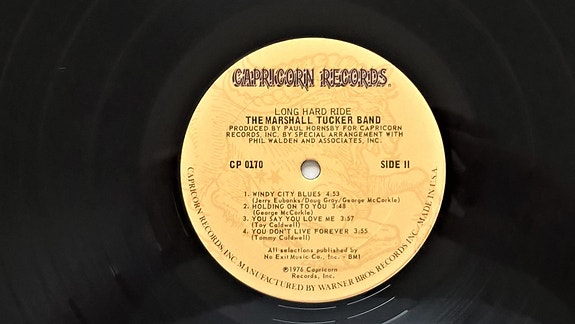 CAPRICORN RECORDS®
LONG HARD RIDE
THE MARSHALL TUCKER BAND
PRODUCED BY PAUL HORNSBY FOR CAPRICORN
RECORDS, INC. BY SPECIAL ARRANGEMENT WITH
PHIL WALDEN AND ASSOCIATES, INC.
CP 0170
SIDE II
1. WINDY CITY BLUES 4:53
(Jerry Eubanks/Doug Gray/George McCorkle)
2. HOLDING ON TO YOU 3:48
(George McCorkle)
3. YOU SAY YOU LOVE ME 3:57
(Toy Caldwell)
4. YOU DON'T LIVE FOREVER 3:55
(Tommy Caldwell)
All selections published by
No Exit Music Co., Inc. - BMI
℗1976 Capricorn
Records, Inc.
CAPRICORN RECORDS INC. MANUFACTURED BY WARNER BROS. RECORDS INC. MADE IN U.S.A.